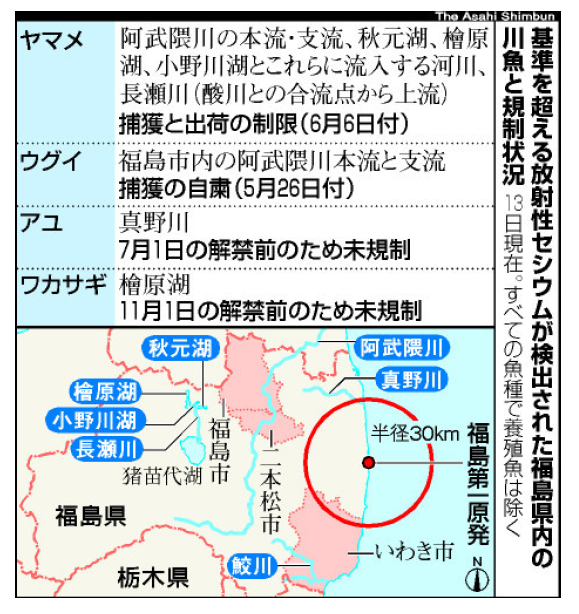 The Asahi Shimbun
基準を超える放射性セシウムが検出された福島県内の
川魚と規制状況 13日現在。すべての魚種で養殖魚は除く
ヤマメ
阿武隈川の本流・支流、秋元湖、檜原
湖、小野川湖とこれらに流入する河川、
長瀬川(酸川との合流点から上流)
捕獲と出荷の制限(6月6日付)
ウグイ
福島市内の阿武隈川本流と支流
捕獲の自粛(5月26日付)
アユ
真野川
7月1日の解禁前のため未規制
ワカサギ
檜原湖
11月1日の解禁前のため未規制
秋元湖
阿武隈川
檜原湖
真野川
小野川湖
長瀬川
猪苗代湖
福島市
二本松市
半径30km
福島第一原発
福島県
いわき市
鮫川
栃木県
N